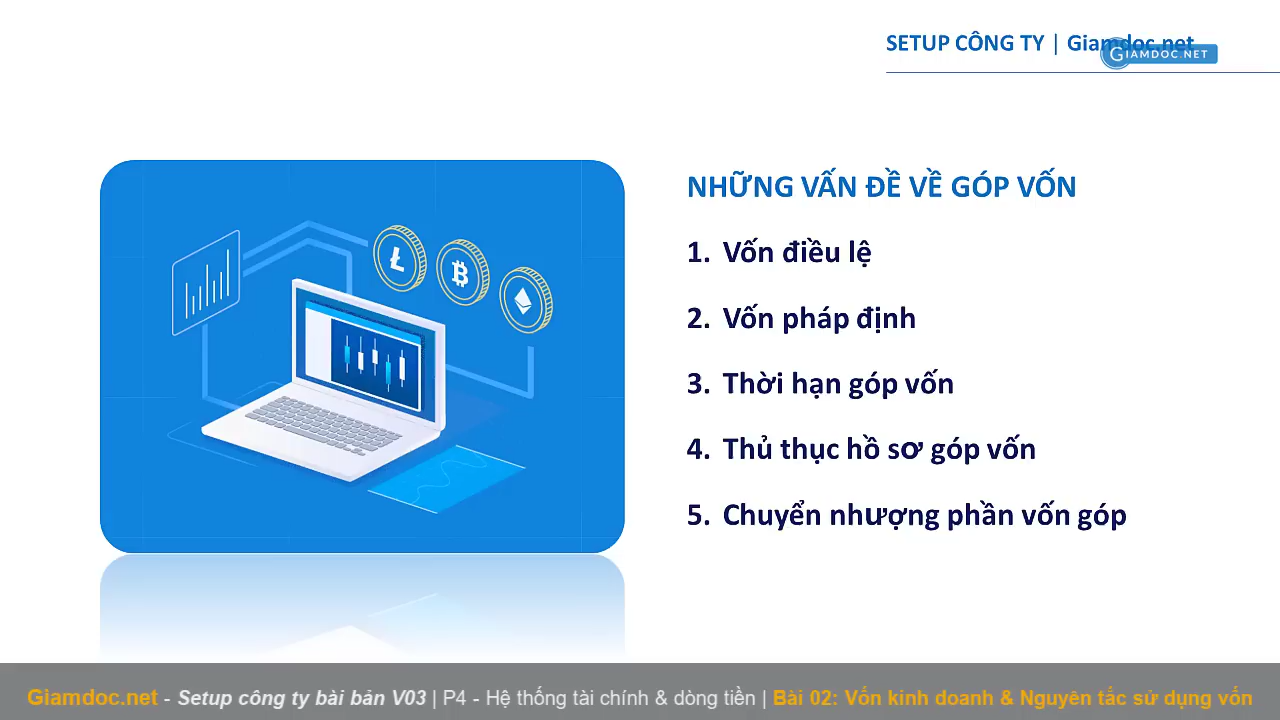 SETUP CÔNG TY | Giamdoc.net
GIAMDOC.NET
NHỮNG VẤN ĐỀ VỀ GÓP VỐN
1. Vốn điều lệ
2. Vốn pháp định
3. Thời hạn góp vốn
4. Thủ thục hồ sơ góp vốn
5. Chuyển nhượng phần vốn góp
Giamdoc.net - Setup công ty bài bản V03 | P4 - Hệ thống tài chính & dòng tiền | Bài 02: Vốn kinh doanh & Nguyên tắc sử dụng vốn